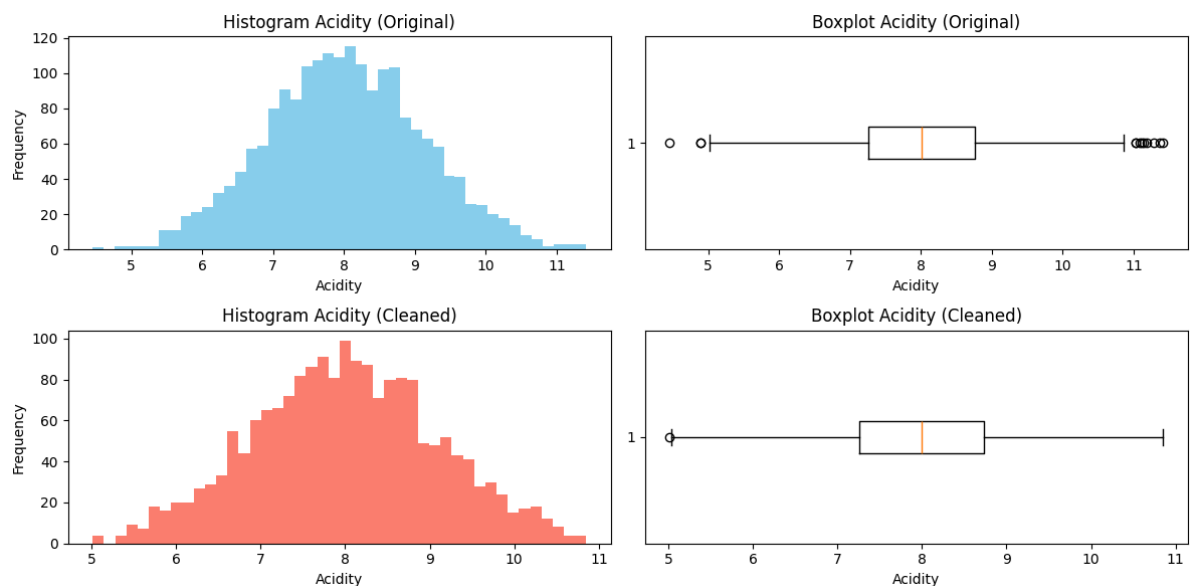 Histogram Acidity (Original)
120
100
80
60
40
20
0
Frequency
5 6 7 8 9 10 11
Acidity
Boxplot Acidity (Original)
1
5 6 7 8 9 10 11
Acidity
Histogram Acidity (Cleaned)
100
80
60
40
20
0
Frequency
5 6 7 8 9 10 11
Acidity
Boxplot Acidity (Cleaned)
1
5 6 7 8 9 10 11
Acidity